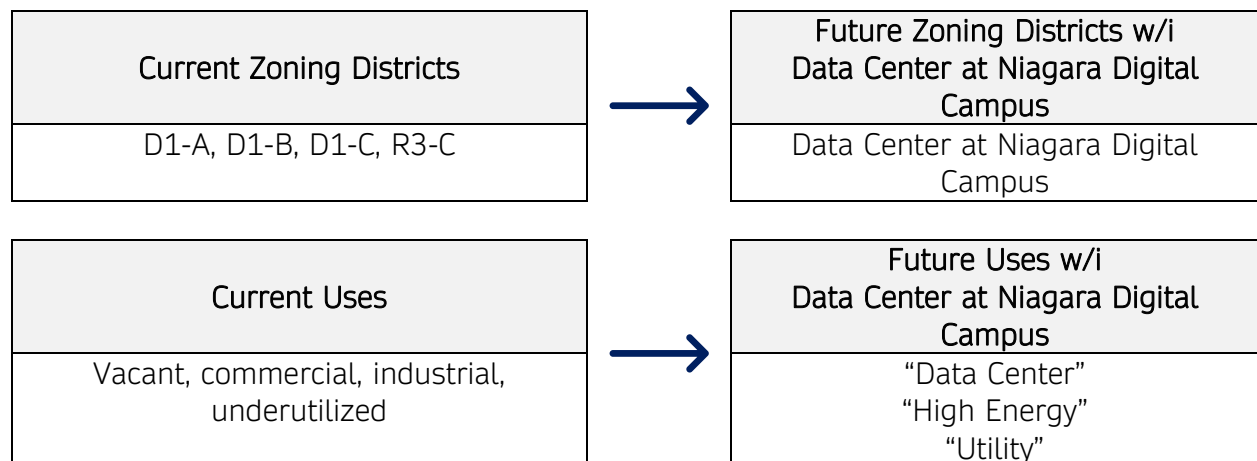 Current Zoning Districts
D1-A, D1-B, D1-C, R3-C
Future Zoning Districts w/i
Data Center at Niagara Digital
Campus
Data Center at Niagara Digital
Campus
Current Uses
Vacant, commercial, industrial,
underutilized
Future Uses w/i
Data Center at Niagara Digital
Campus
“Data Center”
“High Energy”
“Utility”